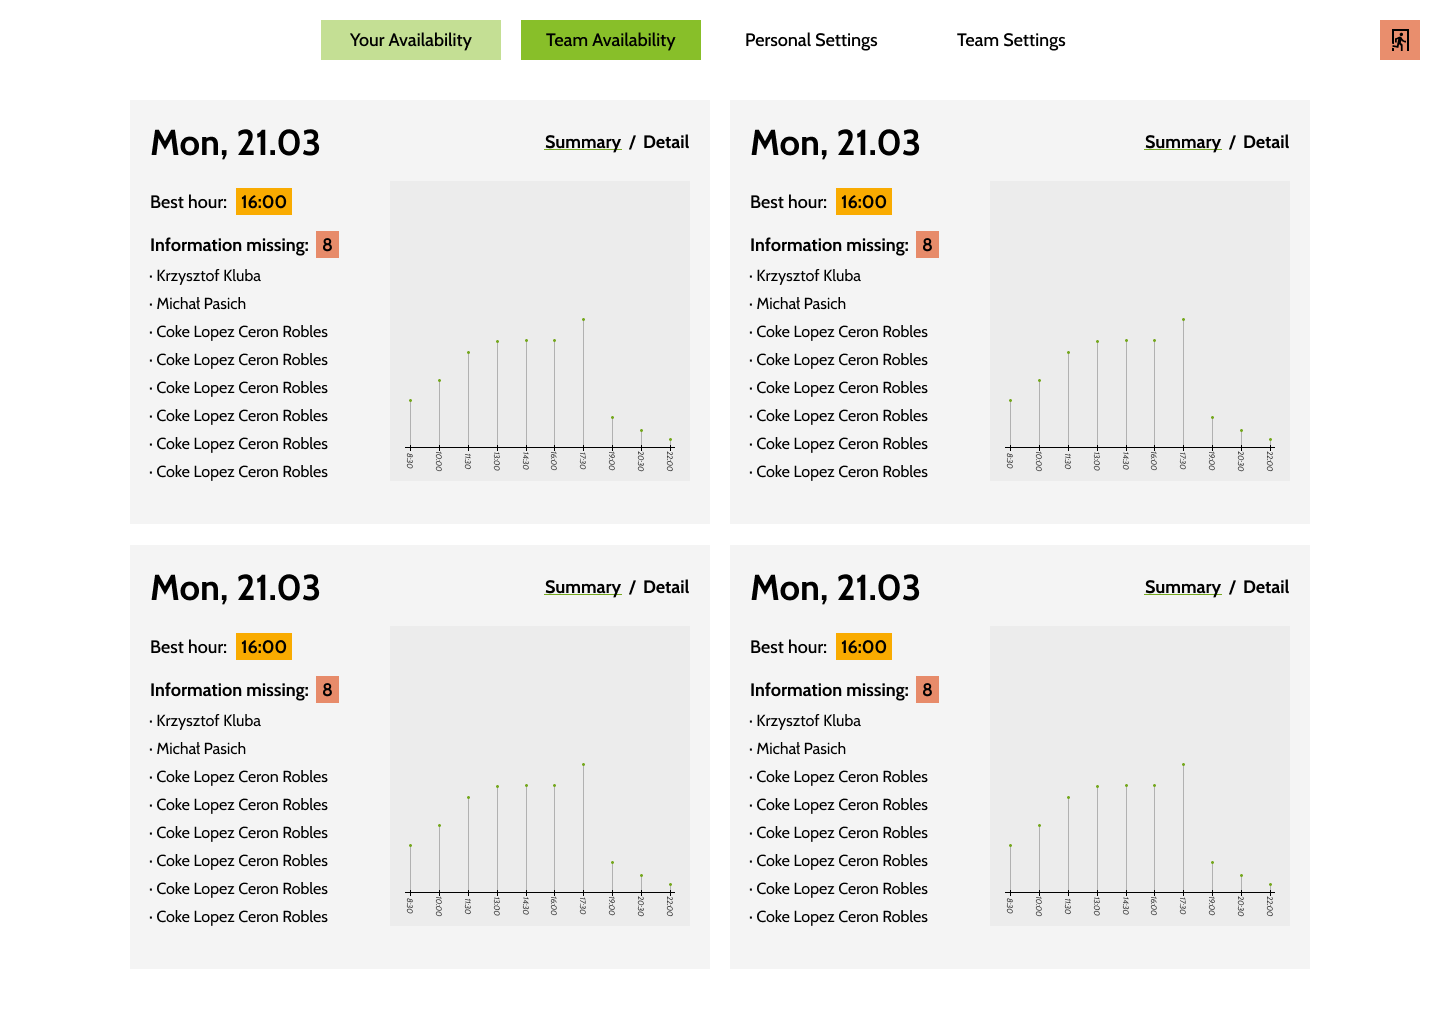 Your Availability Team Availability Personal Settings Team Settings
Mon, 21.03 Summary / Detail
Best hour: 16:00
Information missing: 8
· Krzysztof Kluba
· Michał Pasich
· Coke Lopez Ceron Robles
· Coke Lopez Ceron Robles
· Coke Lopez Ceron Robles
· Coke Lopez Ceron Robles
· Coke Lopez Ceron Robles
· Coke Lopez Ceron Robles
8:30 10:00 11:30 13:00 14:30 16:00 17:30 19:00 20:30 22:00
Mon, 21.03 Summary / Detail
Best hour: 16:00
Information missing: 8
· Krzysztof Kluba
· Michał Pasich
· Coke Lopez Ceron Robles
· Coke Lopez Ceron Robles
· Coke Lopez Ceron Robles
· Coke Lopez Ceron Robles
· Coke Lopez Ceron Robles
· Coke Lopez Ceron Robles
8:30 10:00 11:30 13:00 14:30 16:00 17:30 19:00 20:30 22:00
Mon, 21.03 Summary / Detail
Best hour: 16:00
Information missing: 8
· Krzysztof Kluba
· Michał Pasich
· Coke Lopez Ceron Robles
· Coke Lopez Ceron Robles
· Coke Lopez Ceron Robles
· Coke Lopez Ceron Robles
· Coke Lopez Ceron Robles
· Coke Lopez Ceron Robles
8:30 10:00 11:30 13:00 14:30 16:00 17:30 19:00 20:30 22:00
Mon, 21.03 Summary / Detail
Best hour: 16:00
Information missing: 8
· Krzysztof Kluba
· Michał Pasich
· Coke Lopez Ceron Robles
· Coke Lopez Ceron Robles
· Coke Lopez Ceron Robles
· Coke Lopez Ceron Robles
· Coke Lopez Ceron Robles
· Coke Lopez Ceron Robles
8:30 10:00 11:30 13:00 14:30 16:00 17:30 19:00 20:30 22:00